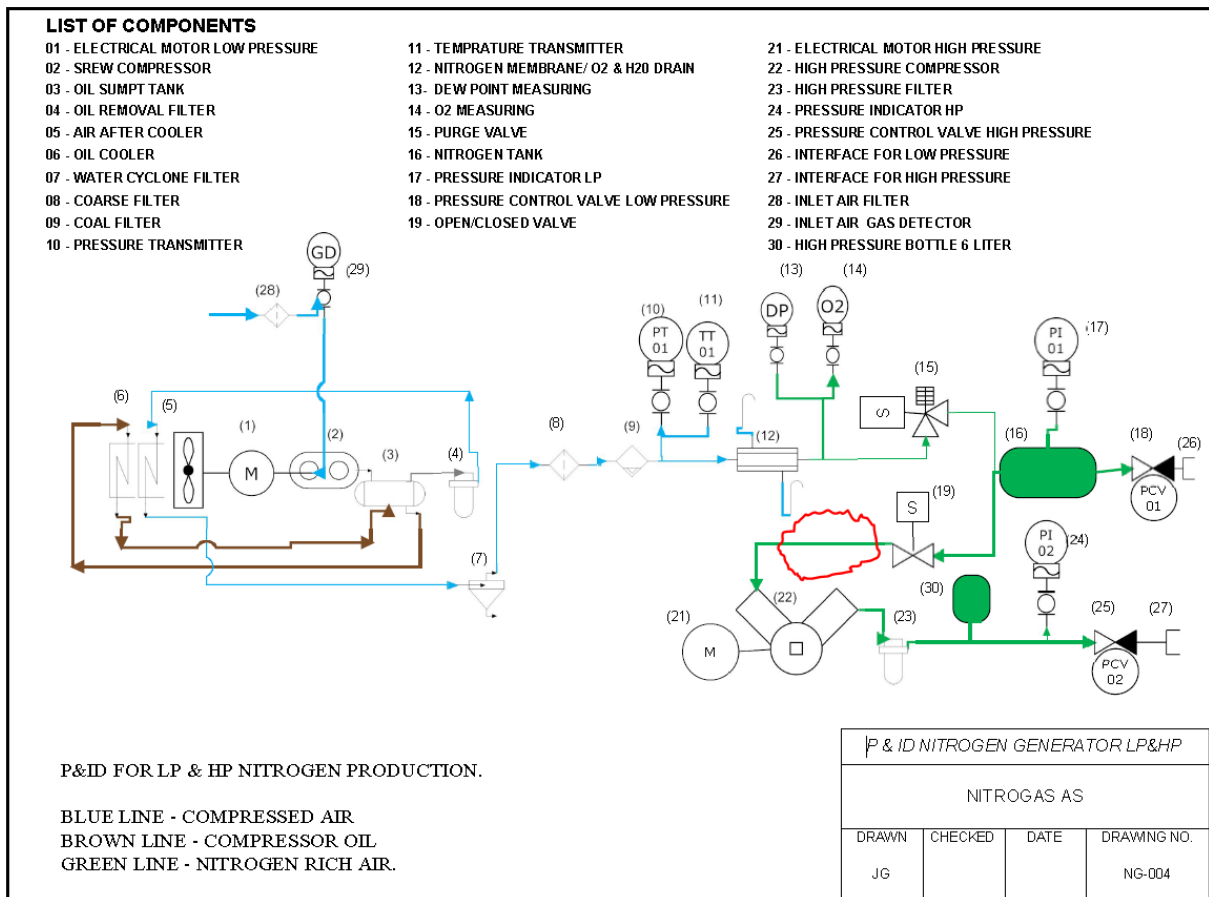 LIST OF COMPONENTS
01 - ELECTRICAL MOTOR LOW PRESSURE
02 - SREW COMPRESSOR
03 - OIL SUMPT TANK
04 - OIL REMOVAL FILTER
05 - AIR AFTER COOLER
06 - OIL COOLER
07 - WATER CYCLONE FILTER
08 - COARSE FILTER
09 - COAL FILTER
10 - PRESSURE TRANSMITTER
11 - TEMPRATURE TRANSMITTER
12 - NITROGEN MEMBRANE/ O2 & H20 DRAIN
13- DEW POINT MEASURING
14 - O2 MEASURING
15 - PURGE VALVE
16 - NITROGEN TANK
17 - PRESSURE INDICATOR LP
18 - PRESSURE CONTROL VALVE LOW PRESSURE
19 - OPEN/CLOSED VALVE
21 - ELECTRICAL MOTOR HIGH PRESSURE
22 - HIGH PRESSURE COMPRESSOR
23 - HIGH PRESSURE FILTER
24 - PRESSURE INDICATOR HP
25 - PRESSURE CONTROL VALVE HIGH PRESSURE
26 - INTERFACE FOR LOW PRESSURE
27 - INTERFACE FOR HIGH PRESSURE
28 - INLET AIR FILTER
29 - INLET AIR GAS DETECTOR
30 - HIGH PRESSURE BOTTLE 6 LITER
GD
(29)
(28)
(13)
(14)
DP
O2
(10)
(11)
PT
01
TT
01
PI
01
(17)
(15)
S
(6)
(5)
(1)
M
(2)
(3)
(4)
(8)
(9)
(12)
(16)
(18)
(26)
PCV
01
(19)
S
(7)
PI
02
(24)
(30)
(21)
M
(22)
(23)
(25)
(27)
PCV
02
P&ID FOR LP & HP NITROGEN PRODUCTION.
BLUE LINE - COMPRESSED AIR
BROWN LINE - COMPRESSOR OIL
GREEN LINE - NITROGEN RICH AIR.
P & ID NITROGEN GENERATOR LP&HP
NITROGAS AS
DRAWN CHECKED DATE DRAWING NO.
JG NG-004